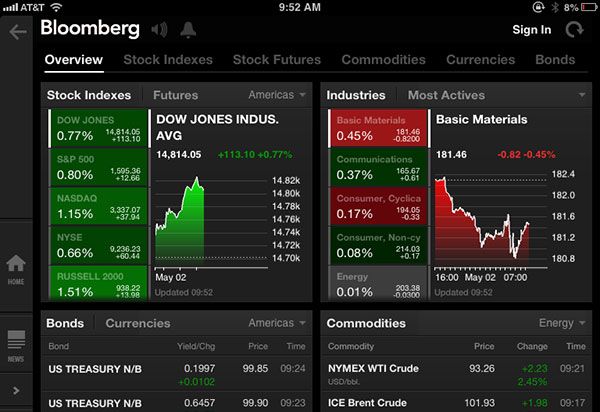 AT&T 9:52 AM 8%
Bloomberg Sign In
Overview Stock Indexes Stock Futures Commodities Currencies Bonds
Stock Indexes Futures Americas
DOW JONES
0.77% 14,814.05
+113.10
S&P 500
0.80% 1,595.36
+12.66
NASDAQ
1.15% 3,337.07
+37.94
NYSE
0.66% 9,236.23
+60.44
RUSSELL 2000
1.51% 938.22
+13.98
DOW JONES INDUS.
AVG
14,814.05 +113.10 +0.77%
14.82k
14.80k
14.78k
14.76k
14.74k
14.72k
14.70k
May 02
Updated 09:52
Industries Most Actives
Basic Materials
0.45% 181.46
-0.8200
Communications
0.37% 165.67
+0.61
Consumer, Cyclica
0.17% 194.05
-0.33
Consumer, Non-cy
0.08% 214.03
+0.17
Energy
0.01% 203.38
-0.0300
Basic Materials
181.46 -0.82 -0.45%
182.4
182.0
181.6
181.2
180.8
16:00 May 02 07:00
Updated 09:52
HOME
NEWS
Bonds Currencies Americas
Bond Yield/Chg Price Time
US TREASURY N/B 0.1997 99.85 09:24
+0.0102
US TREASURY N/B 0.6457 99.90 09:23
Commodities Energy
Commodity Price Change Time
NYMEX WTI Crude 93.26 +2.23 09:21
USD/bbl. 2.45%
ICE Brent Crude 101.93 +1.98 09:17